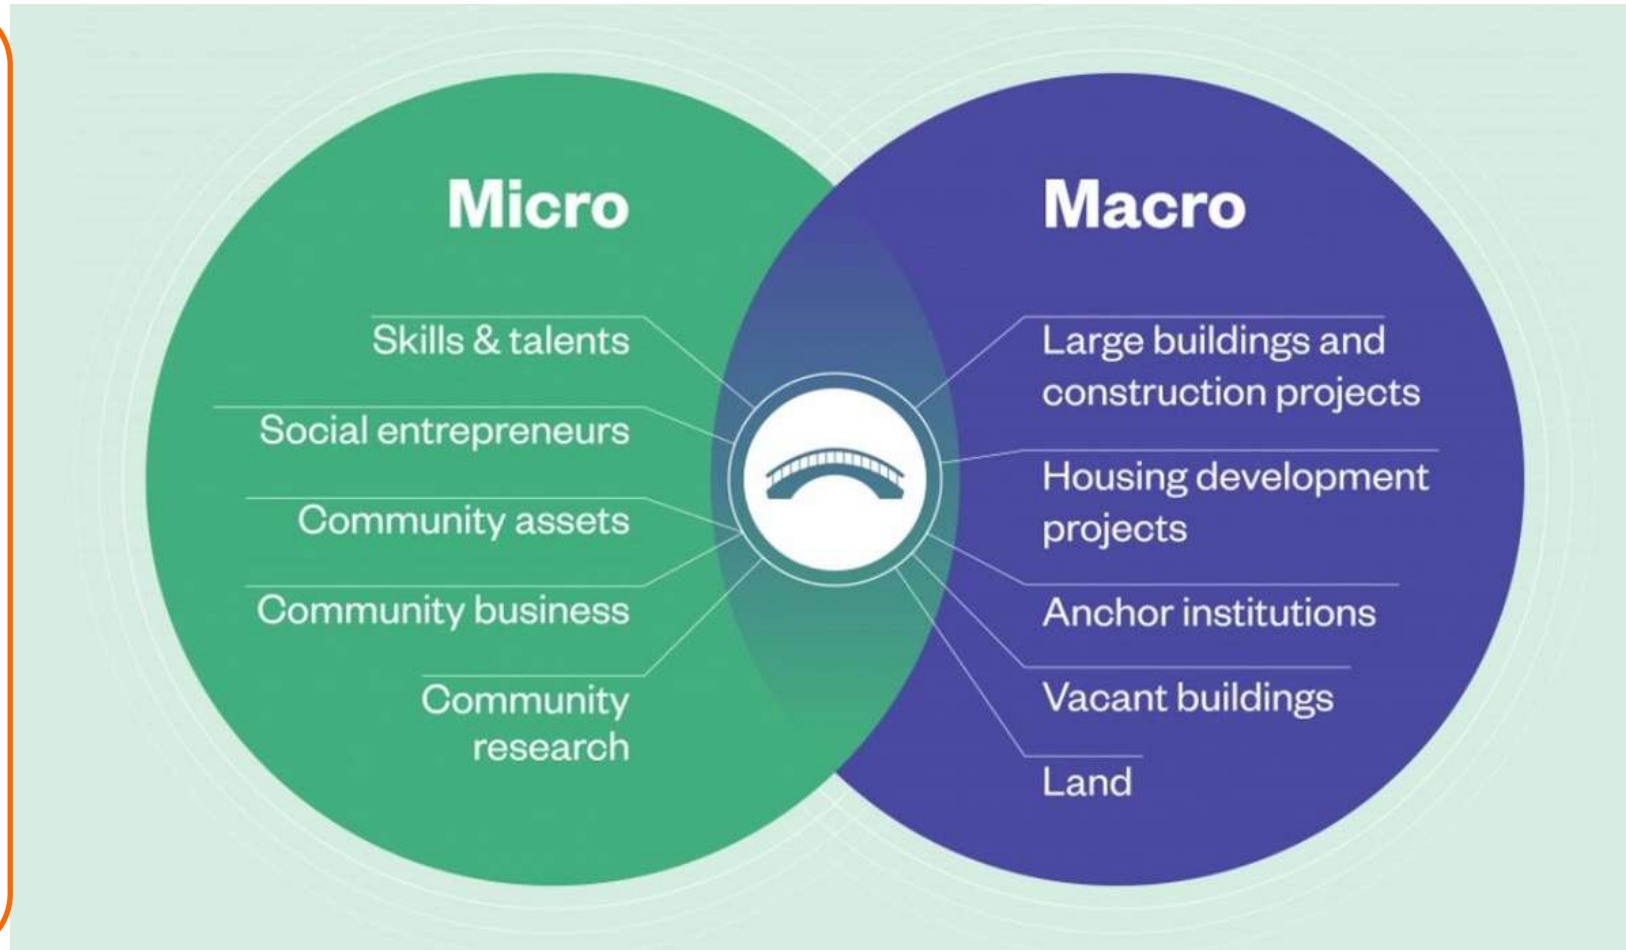 Micro
Skills & talents
Social entrepreneurs
Community assets
Community business
Community
research
Macro
Large buildings and
construction projects
Housing development
projects
Anchor institutions
Vacant buildings
Land